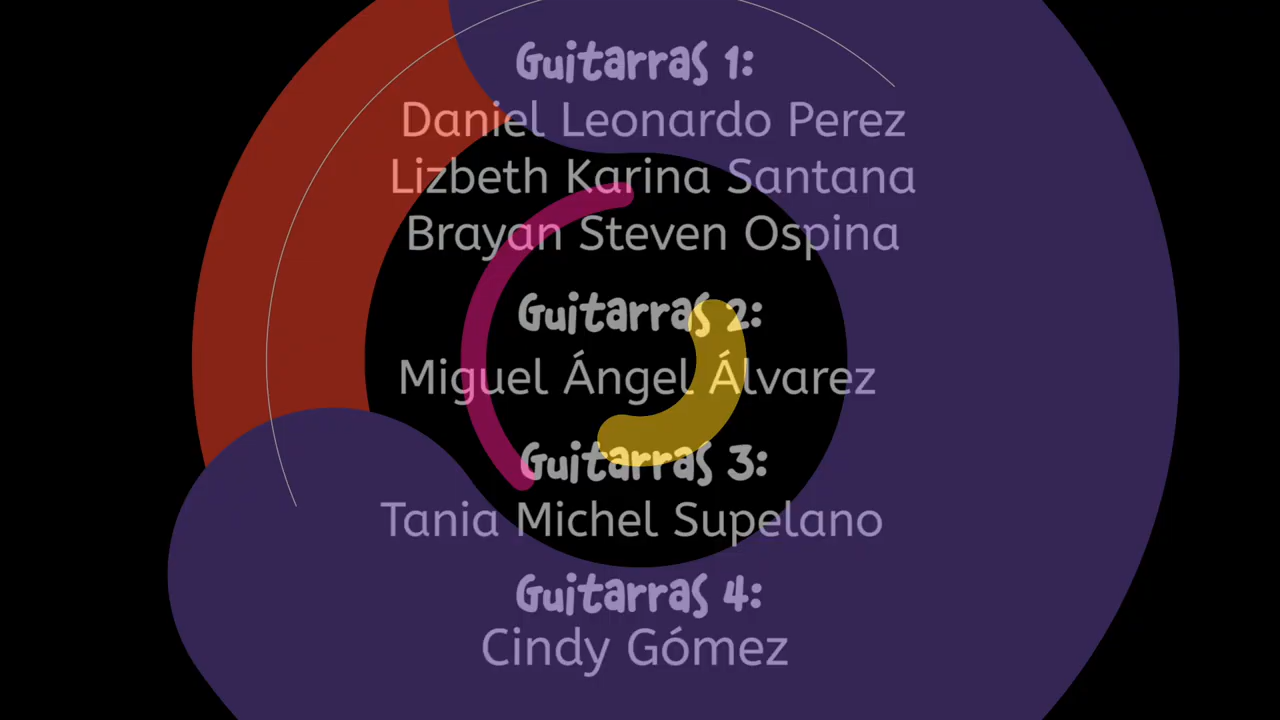 Guitarras 1:
Daniel Leonardo Perez
Lizbeth Karina Santana
Brayan Steven Ospina
Guitarras 2:
Miguel Ángel Álvarez
Guitarras 3:
Tania Michel Supelano
Guitarras 4:
Cindy Gómez